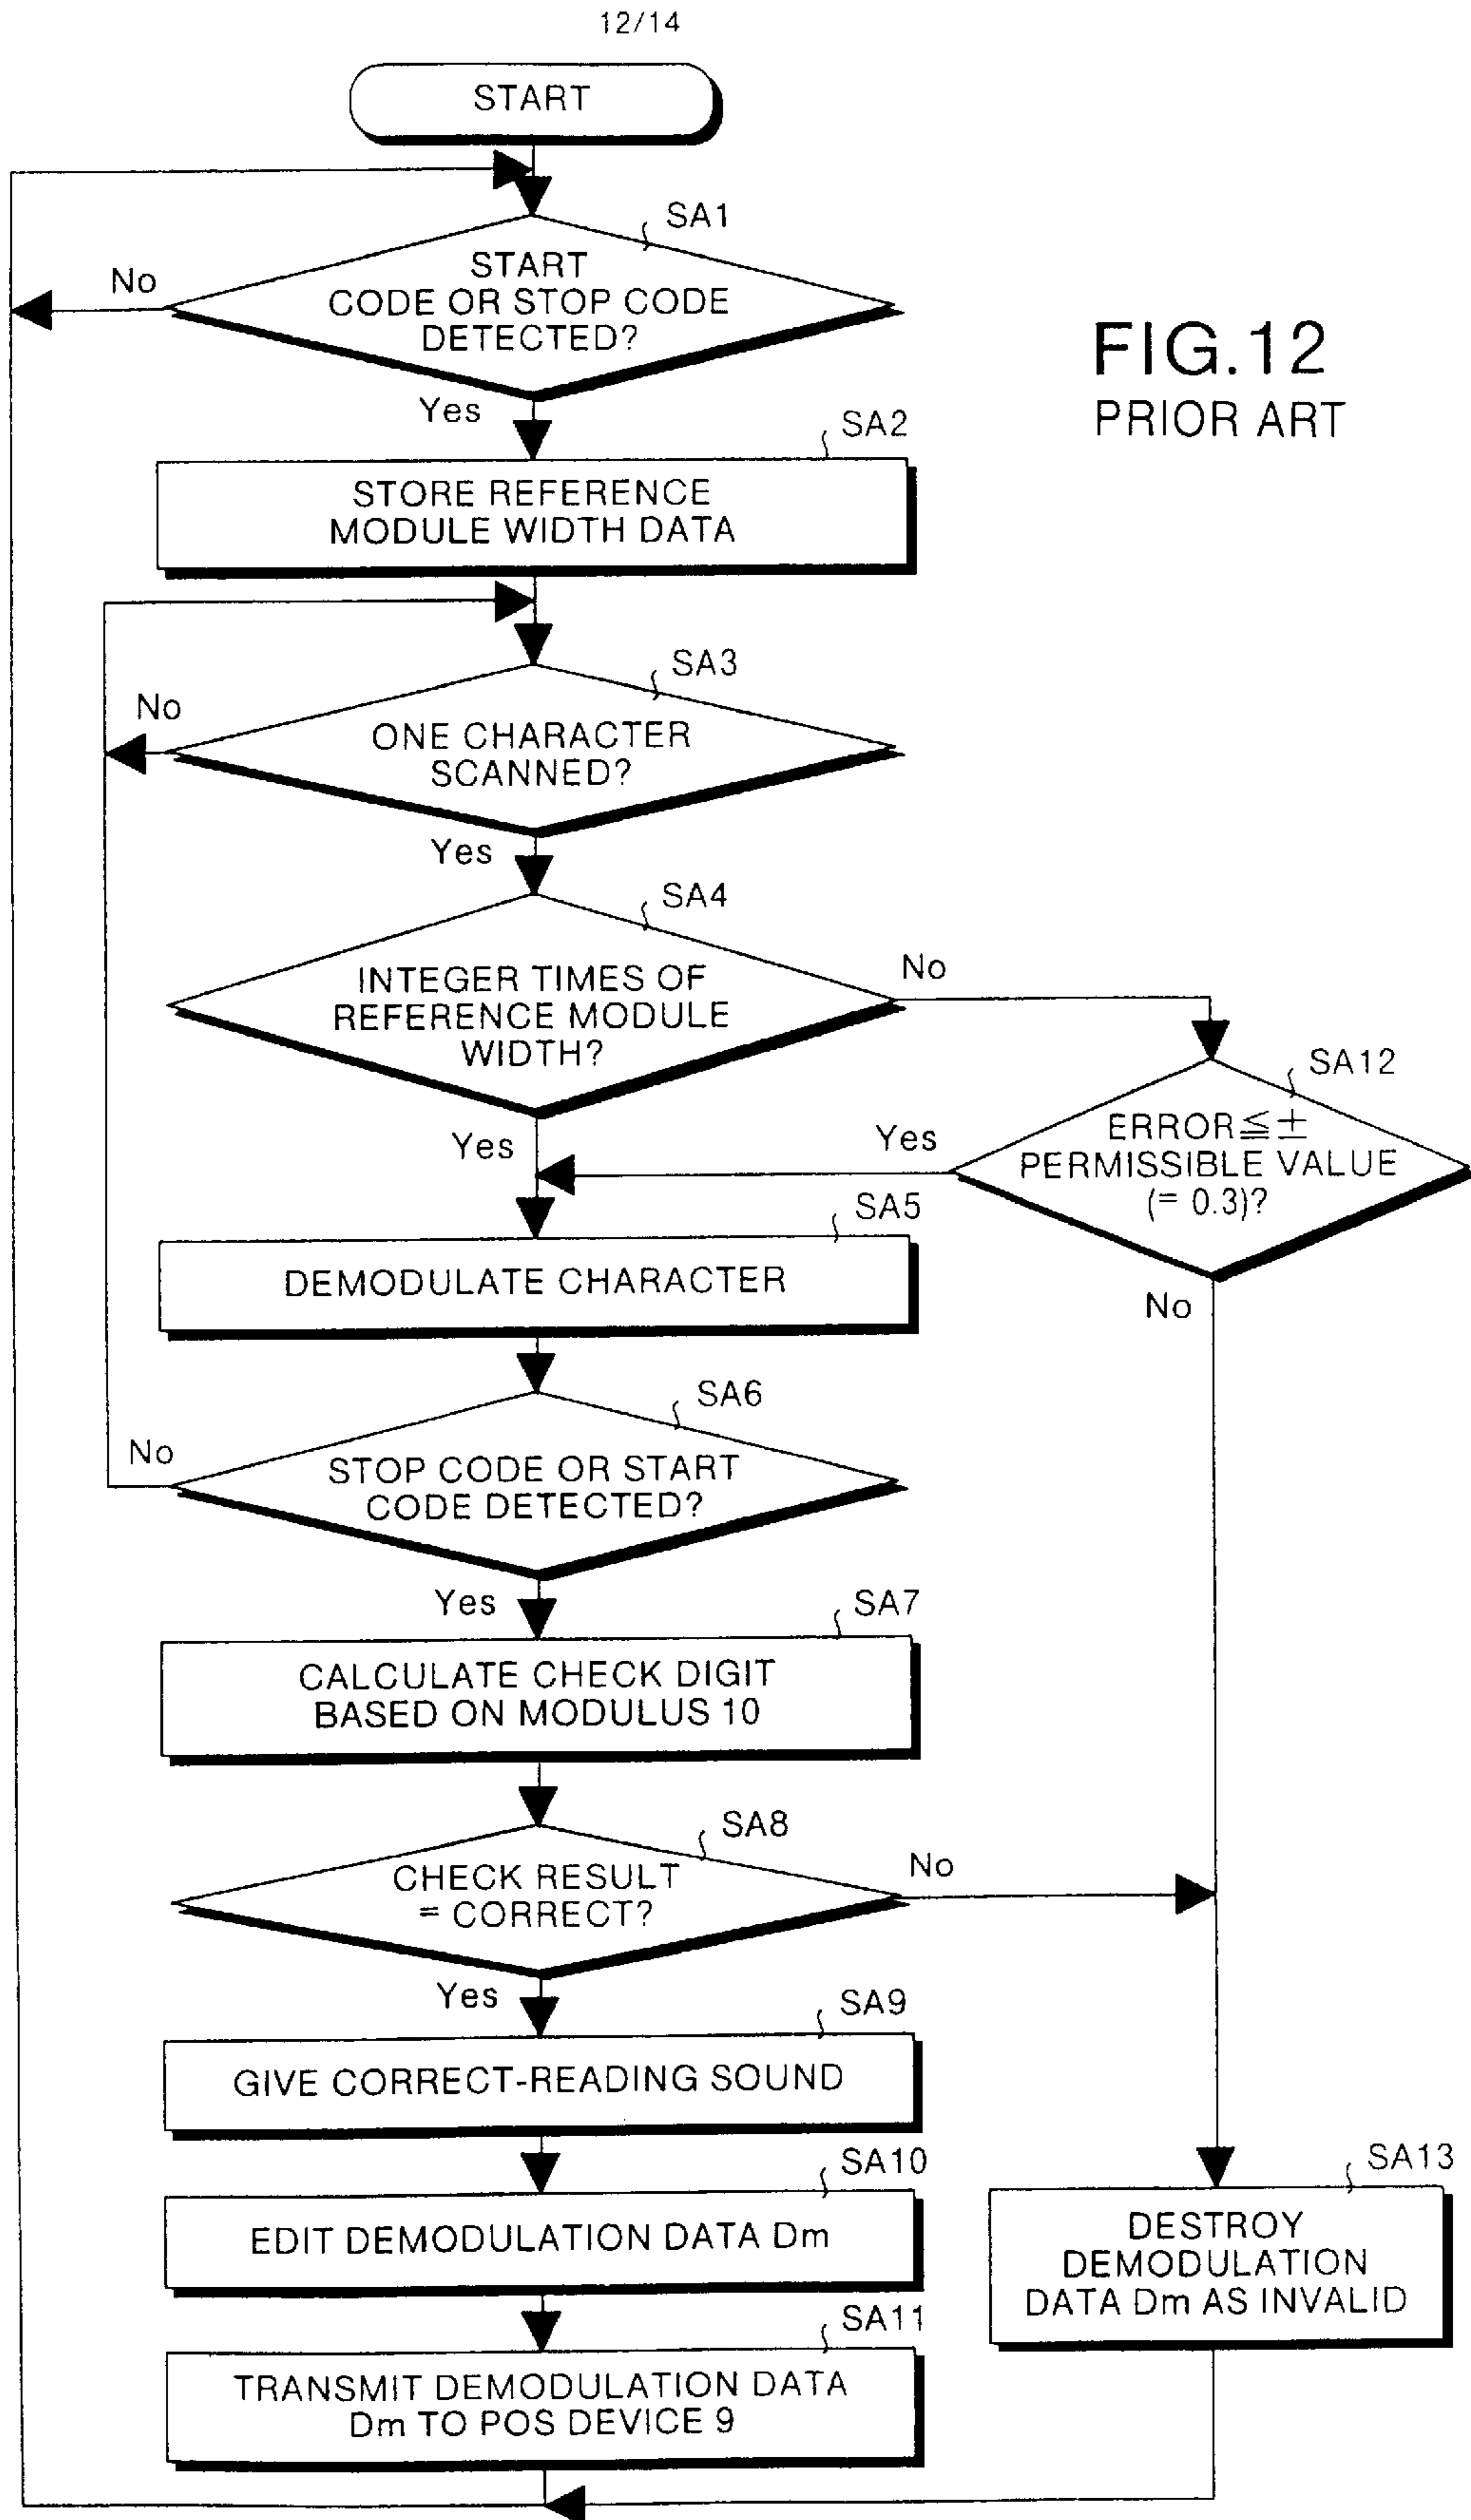 12/14
START
SA1
START
CODE OR STOP CODE
DETECTED?
No
Yes
FIG.12
PRIOR ART
SA2
STORE REFERENCE
MODULE WIDTH DATA
SA3
No
ONE CHARACTER
SCANNED?
Yes
SA4
INTEGER TIMES OF
REFERENCE MODULE
WIDTH?
No
Yes
SA12
ERROR≦±
PERMISSIBLE VALUE
(= 0.3)?
Yes
No
SA5
DEMODULATE CHARACTER
SA6
No
STOP CODE OR START
CODE DETECTED?
Yes
SA7
CALCULATE CHECK DIGIT
BASED ON MODULUS 10
SA8
CHECK RESULT
= CORRECT?
No
Yes
SA9
GIVE CORRECT-READING SOUND
SA10
EDIT DEMODULATION DATA Dm
SA11
TRANSMIT DEMODULATION DATA
Dm TO POS DEVICE 9
SA13
DESTROY
DEMODULATION
DATA Dm AS INVALID